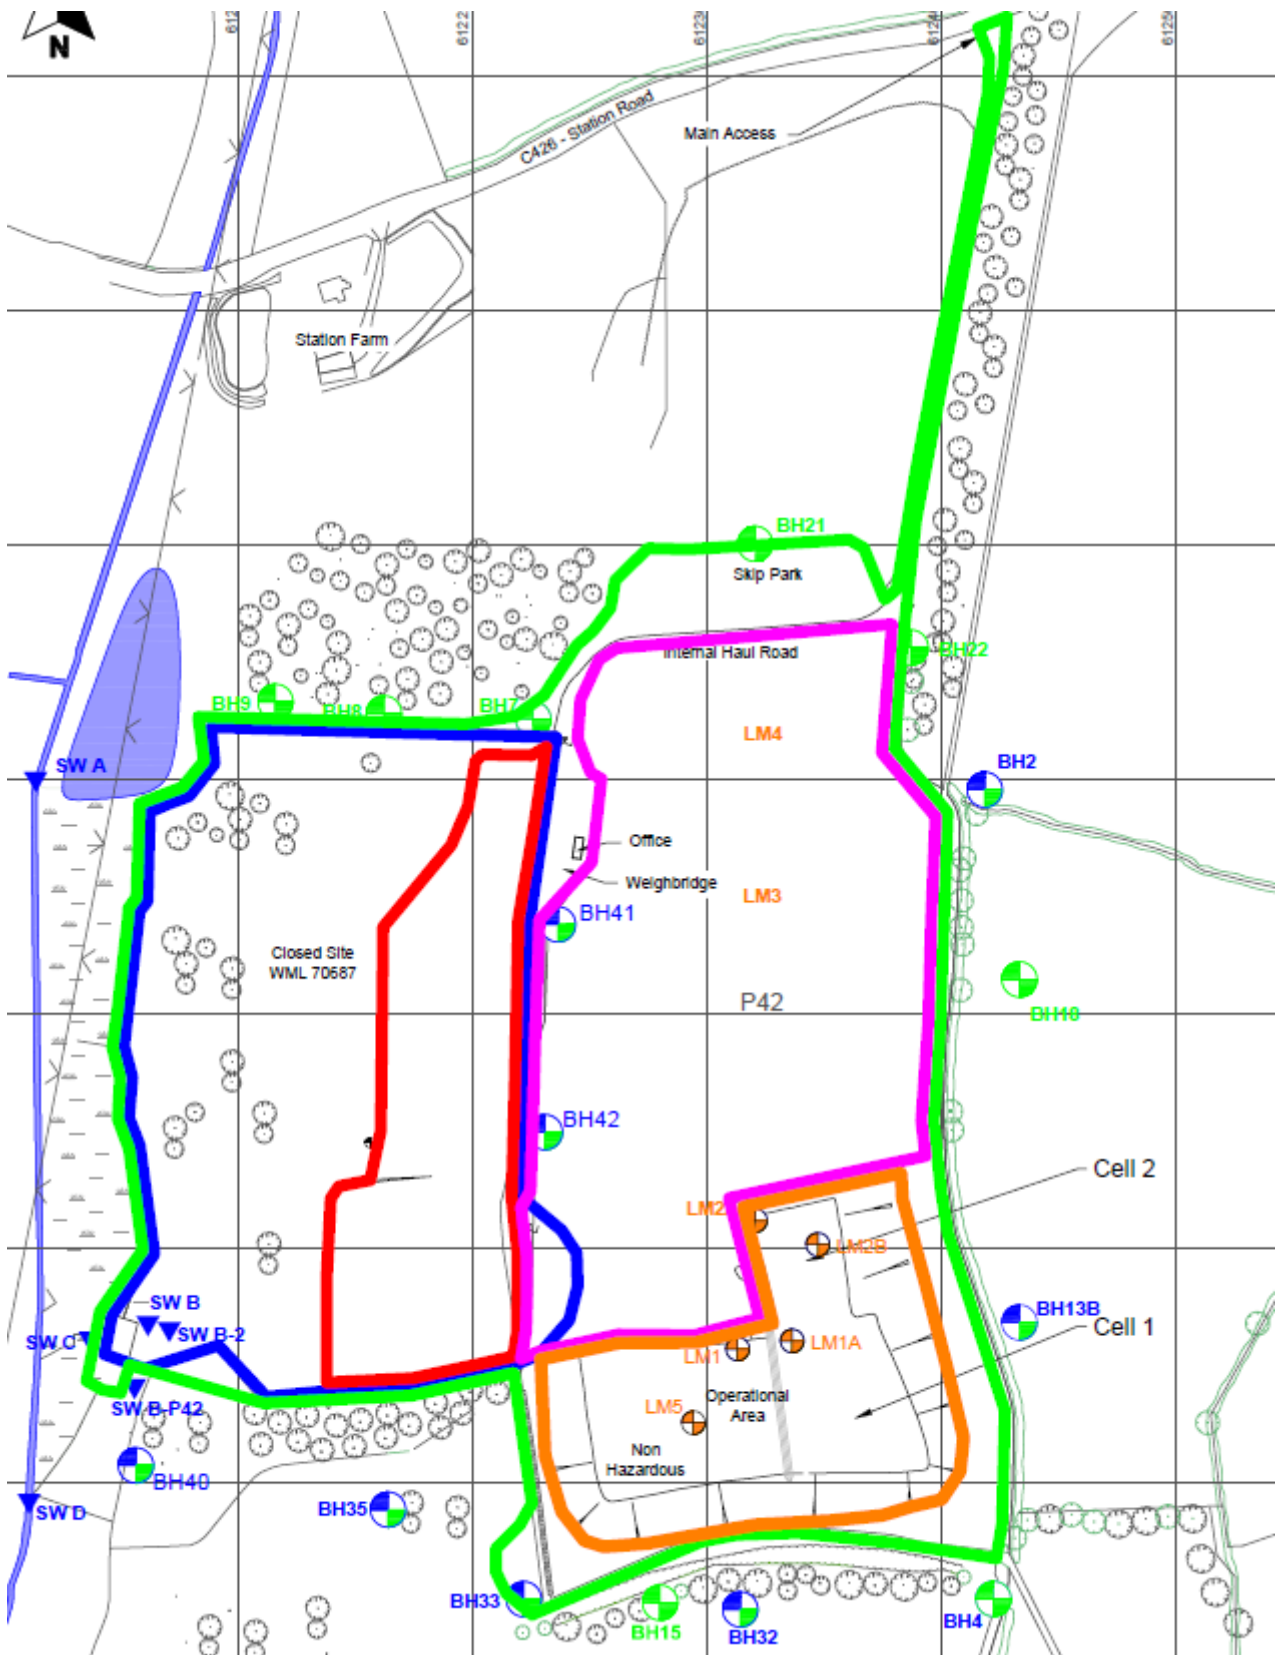 N
6122
6123
6124
6125
C426 - Station Road
Main Access
Station Farm
BH21
Skip Park
BH22
Internal Haul Road
BH9
BH8
BH7
LM4
SW A
BH2
Office
Weighbridge
LM3
BH41
Closed Site
WML 70687
P42
BH18
BH42
Cell 2
LM2
LM2B
SW B
SW B-2
SW C
BH13B
Cell 1
LM1
LM1A
SW B-P42
LM5
Operational
Area
Non
Hazardous
BH40
SW D
BH35
BH33
BH15
BH32
BH4